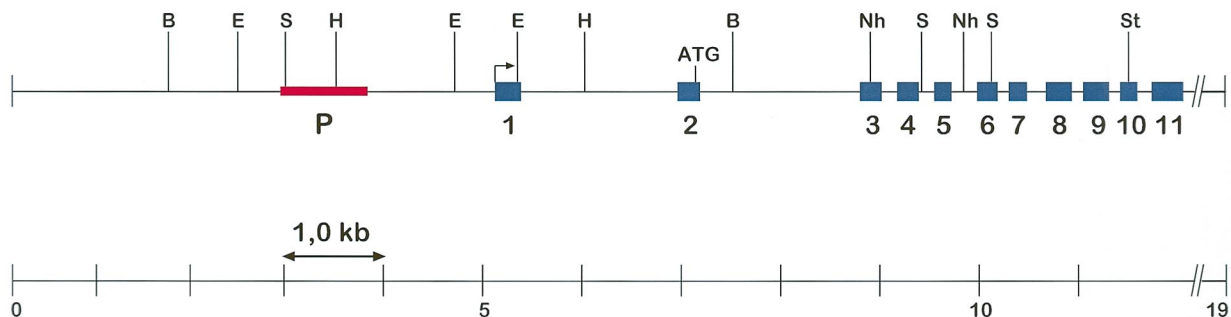 B E S H E E H B Nh S Nh S St
ATG
P 1 2 3 4 5 6 7 8 9 10 11
1,0 kb
0 5 10 19